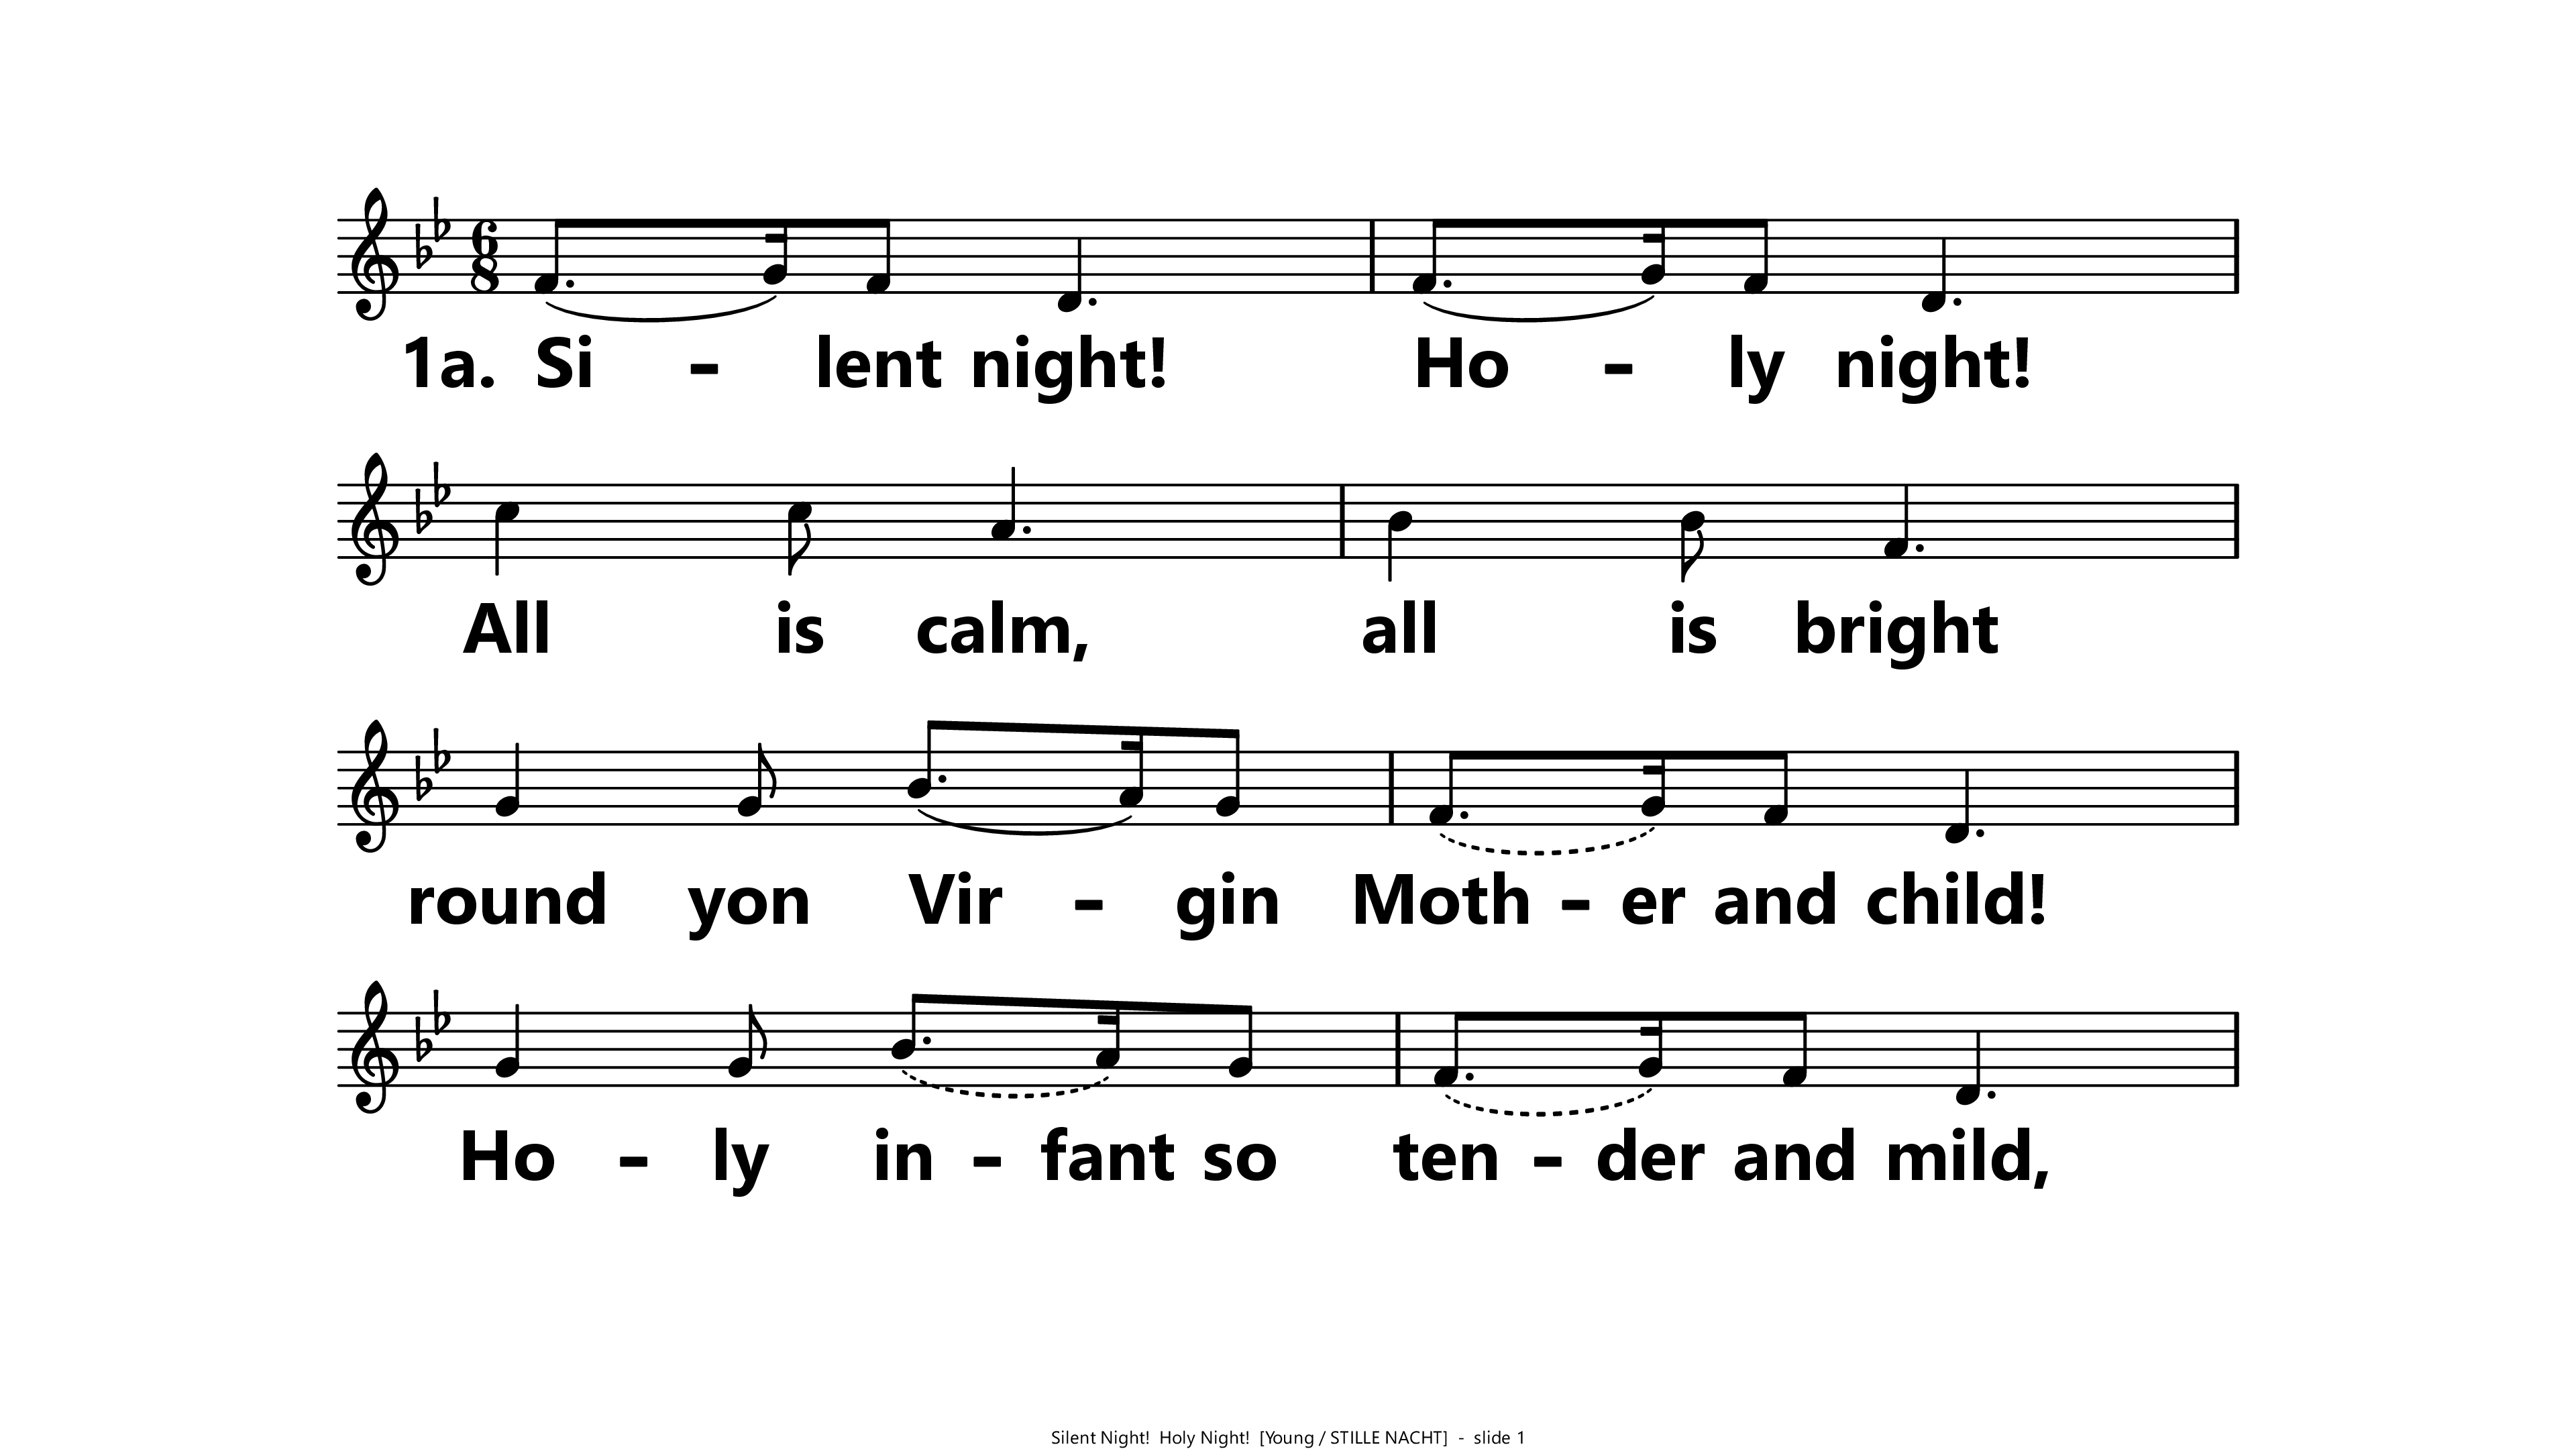 1a. Si - lent night! Ho - ly night!
All is calm, all is bright
round yon Vir - gin Moth - er and child!
Ho - ly in - fant so ten - der and mild,
Silent Night! Holy Night! [Young / STILLE NACHT] - slide 1